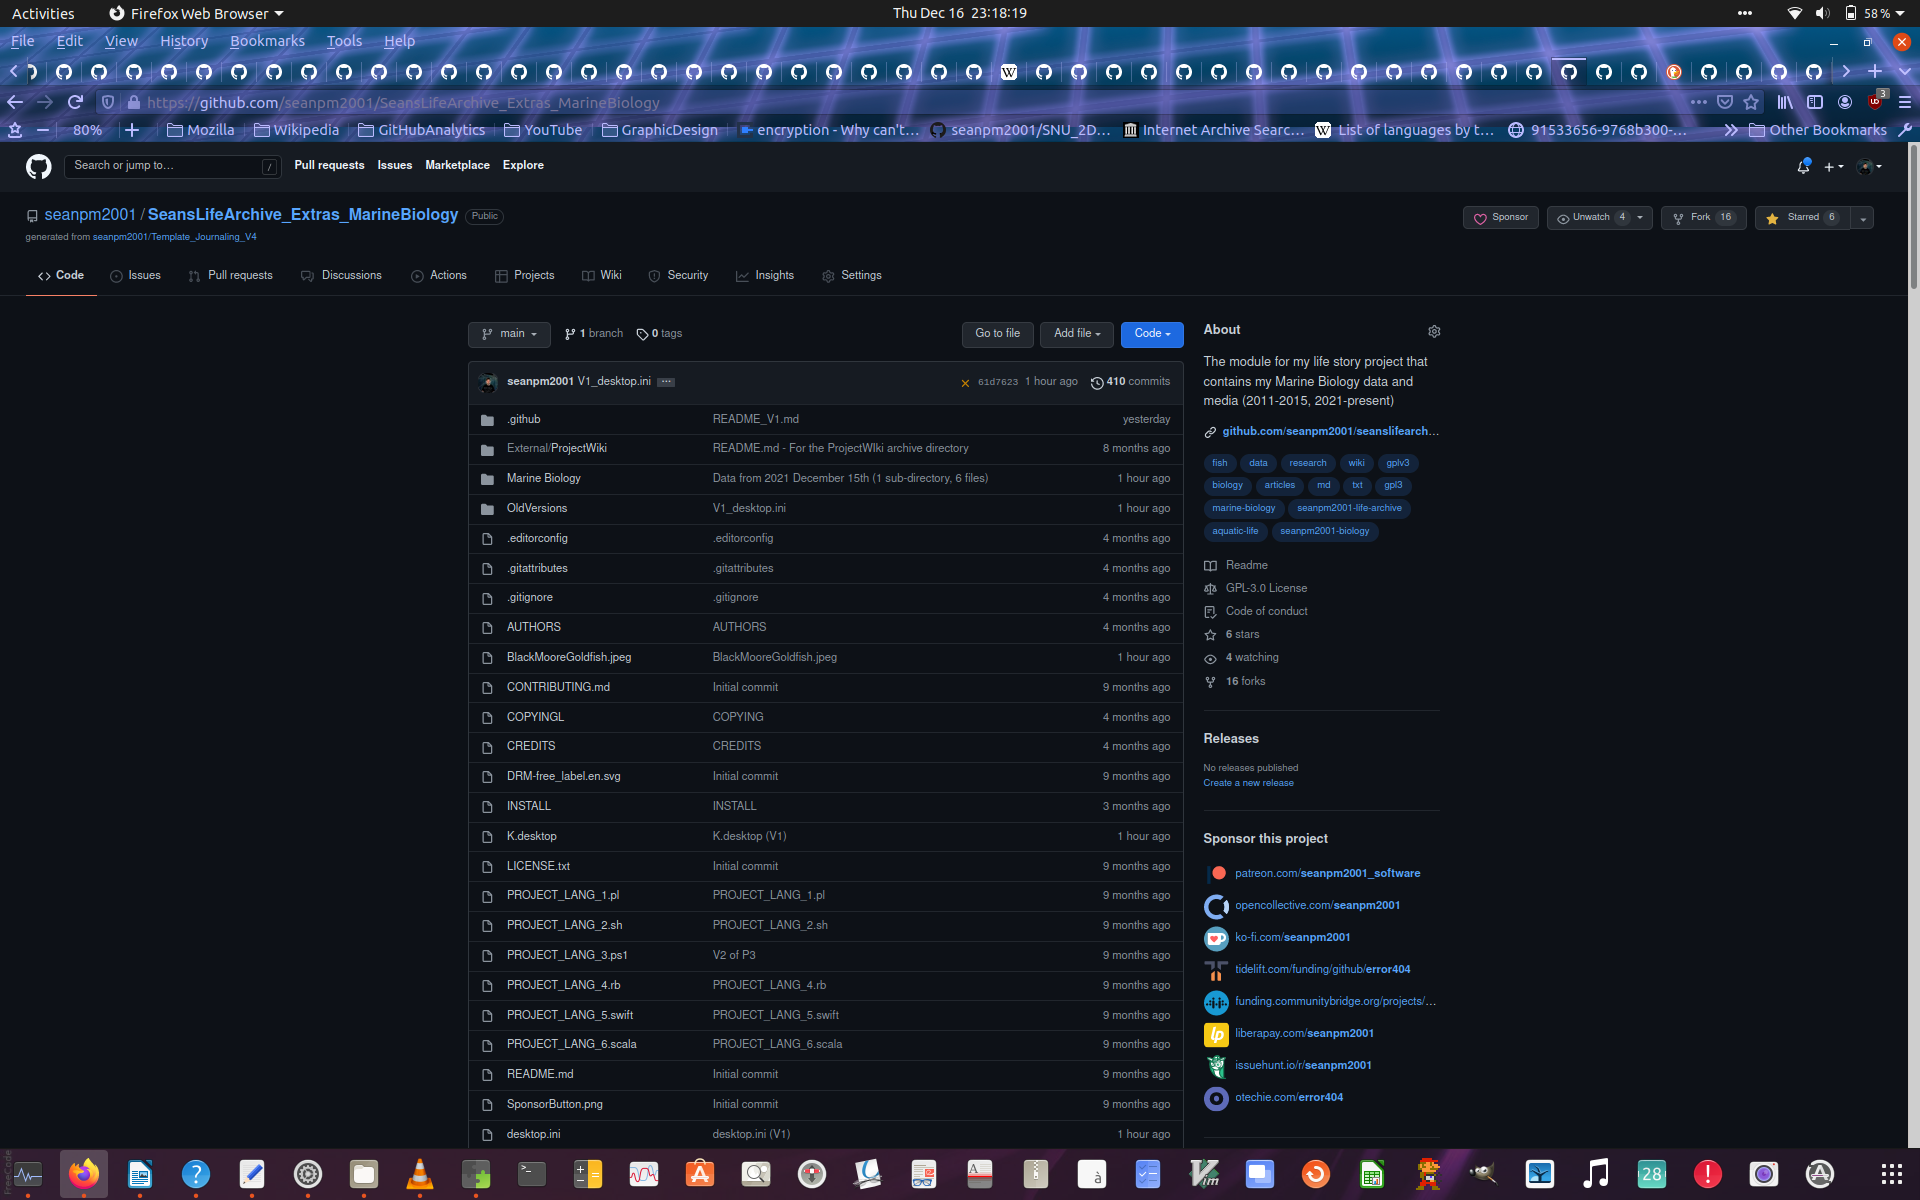 Activities Firefox Web Browser Thu Dec 16 23:18:19 58 %
File Edit View History Bookmarks Tools Help
https://github.com/seanpm2001/SeansLifeArchive_Extras_MarineBiology 3
80% Mozilla Wikipedia GitHubAnalytics YouTube GraphicDesign encryption - Why can't... seanpm2001/SNU_2D... Internet Archive Searc... List of languages by t... 91533656-9768b300-... Other Bookmarks
Search or jump to... / Pull requests Issues Marketplace Explore
seanpm2001 / SeansLifeArchive_Extras_MarineBiology Public Sponsor Unwatch 4 Fork 16 Starred 6
generated from seanpm2001/Template_Journaling_V4
Code Issues Pull requests Discussions Actions Projects Wiki Security Insights Settings
main 1 branch 0 tags Go to file Add file Code
seanpm2001 V1_desktop.ini ... 61d7623 1 hour ago 410 commits
.github README_V1.md yesterday
External/ProjectWiki README.md - For the ProjectWIki archive directory 8 months ago
Marine Biology Data from 2021 December 15th (1 sub-directory, 6 files) 1 hour ago
OldVersions V1_desktop.ini 1 hour ago
.editorconfig .editorconfig 4 months ago
.gitattributes .gitattributes 4 months ago
.gitignore .gitignore 4 months ago
AUTHORS AUTHORS 4 months ago
BlackMooreGoldfish.jpeg BlackMooreGoldfish.jpeg 1 hour ago
CONTRIBUTING.md Initial commit 9 months ago
COPYINGL COPYING 4 months ago
CREDITS CREDITS 4 months ago
DRM-free_label.en.svg Initial commit 9 months ago
INSTALL INSTALL 3 months ago
K.desktop K.desktop (V1) 1 hour ago
LICENSE.txt Initial commit 9 months ago
PROJECT_LANG_1.pl PROJECT_LANG_1.pl 9 months ago
PROJECT_LANG_2.sh PROJECT_LANG_2.sh 9 months ago
PROJECT_LANG_3.ps1 V2 of P3 9 months ago
PROJECT_LANG_4.rb PROJECT_LANG_4.rb 9 months ago
PROJECT_LANG_5.swift PROJECT_LANG_5.swift 9 months ago
PROJECT_LANG_6.scala PROJECT_LANG_6.scala 9 months ago
README.md Initial commit 9 months ago
SponsorButton.png Initial commit 9 months ago
desktop.ini desktop.ini (V1) 1 hour ago
About
The module for my life story project that
contains my Marine Biology data and
media (2011-2015, 2021-present)
github.com/seanpm2001/seanslifearch...
fish data research wiki gplv3
biology articles md txt gpl3
marine-biology seanpm2001-life-archive
aquatic-life seanpm2001-biology
Readme
GPL-3.0 License
Code of conduct
6 stars
4 watching
16 forks
Releases
No releases published
Create a new release
Sponsor this project
patreon.com/seanpm2001_software
opencollective.com/seanpm2001
ko-fi.com/seanpm2001
tidelift.com/funding/github/error404
funding.communitybridge.org/projects/...
liberapay.com/seanpm2001
issuehunt.io/r/seanpm2001
otechie.com/error404
28